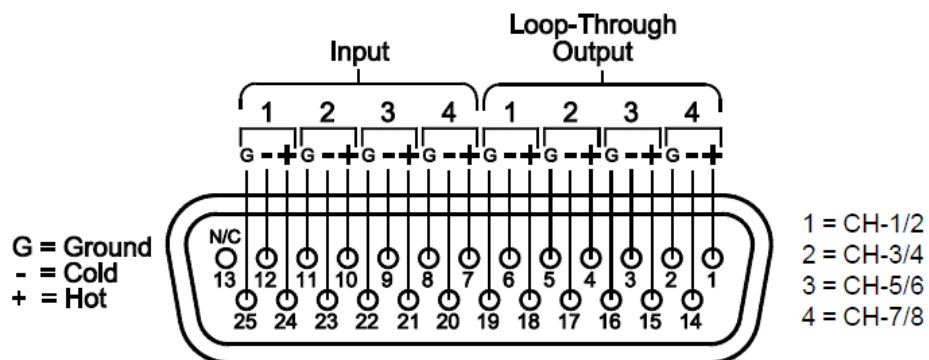 Loop-Through
Input Output
1 2 3 4 1 2 3 4
G - + G - + G - + G - + G - + G - + G - + G - +
G = Ground
- = Cold
+ = Hot
N/C
13 12 11 10 9 8 7 6 5 4 3 2 1
25 24 23 22 21 20 19 18 17 16 15 14
1 = CH-1/2
2 = CH-3/4
3 = CH-5/6
4 = CH-7/8